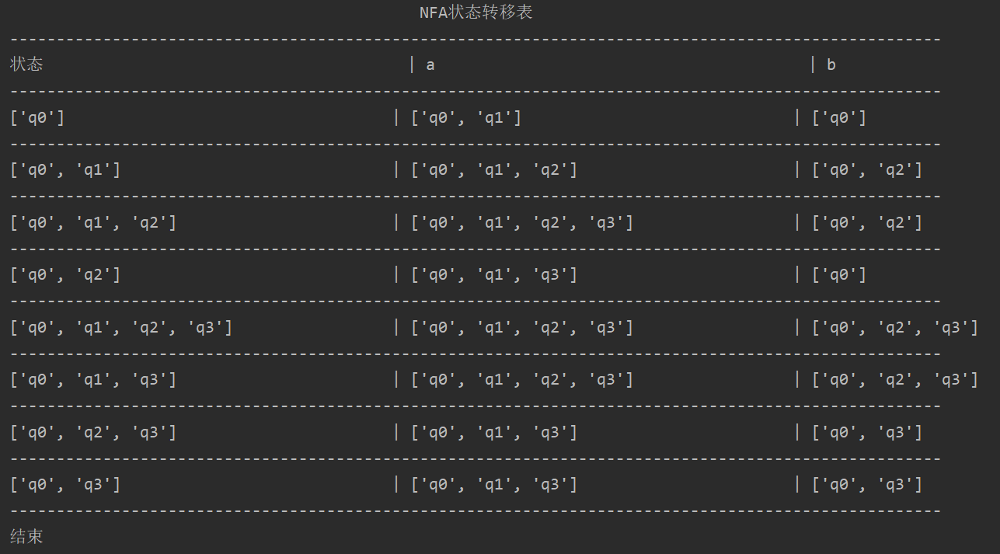 NFA状态转移表
----------------------------------------------------------------------------------------------------
状态 | a | b
----------------------------------------------------------------------------------------------------
['q0'] | ['q0', 'q1'] | ['q0']
----------------------------------------------------------------------------------------------------
['q0', 'q1'] | ['q0', 'q1', 'q2'] | ['q0', 'q2']
----------------------------------------------------------------------------------------------------
['q0', 'q1', 'q2'] | ['q0', 'q1', 'q2', 'q3'] | ['q0', 'q2']
----------------------------------------------------------------------------------------------------
['q0', 'q2'] | ['q0', 'q1', 'q3'] | ['q0']
----------------------------------------------------------------------------------------------------
['q0', 'q1', 'q2', 'q3'] | ['q0', 'q1', 'q2', 'q3'] | ['q0', 'q2', 'q3']
----------------------------------------------------------------------------------------------------
['q0', 'q1', 'q3'] | ['q0', 'q1', 'q2', 'q3'] | ['q0', 'q2', 'q3']
----------------------------------------------------------------------------------------------------
['q0', 'q2', 'q3'] | ['q0', 'q1', 'q3'] | ['q0', 'q3']
----------------------------------------------------------------------------------------------------
['q0', 'q3'] | ['q0', 'q1', 'q3'] | ['q0', 'q3']
----------------------------------------------------------------------------------------------------
结束